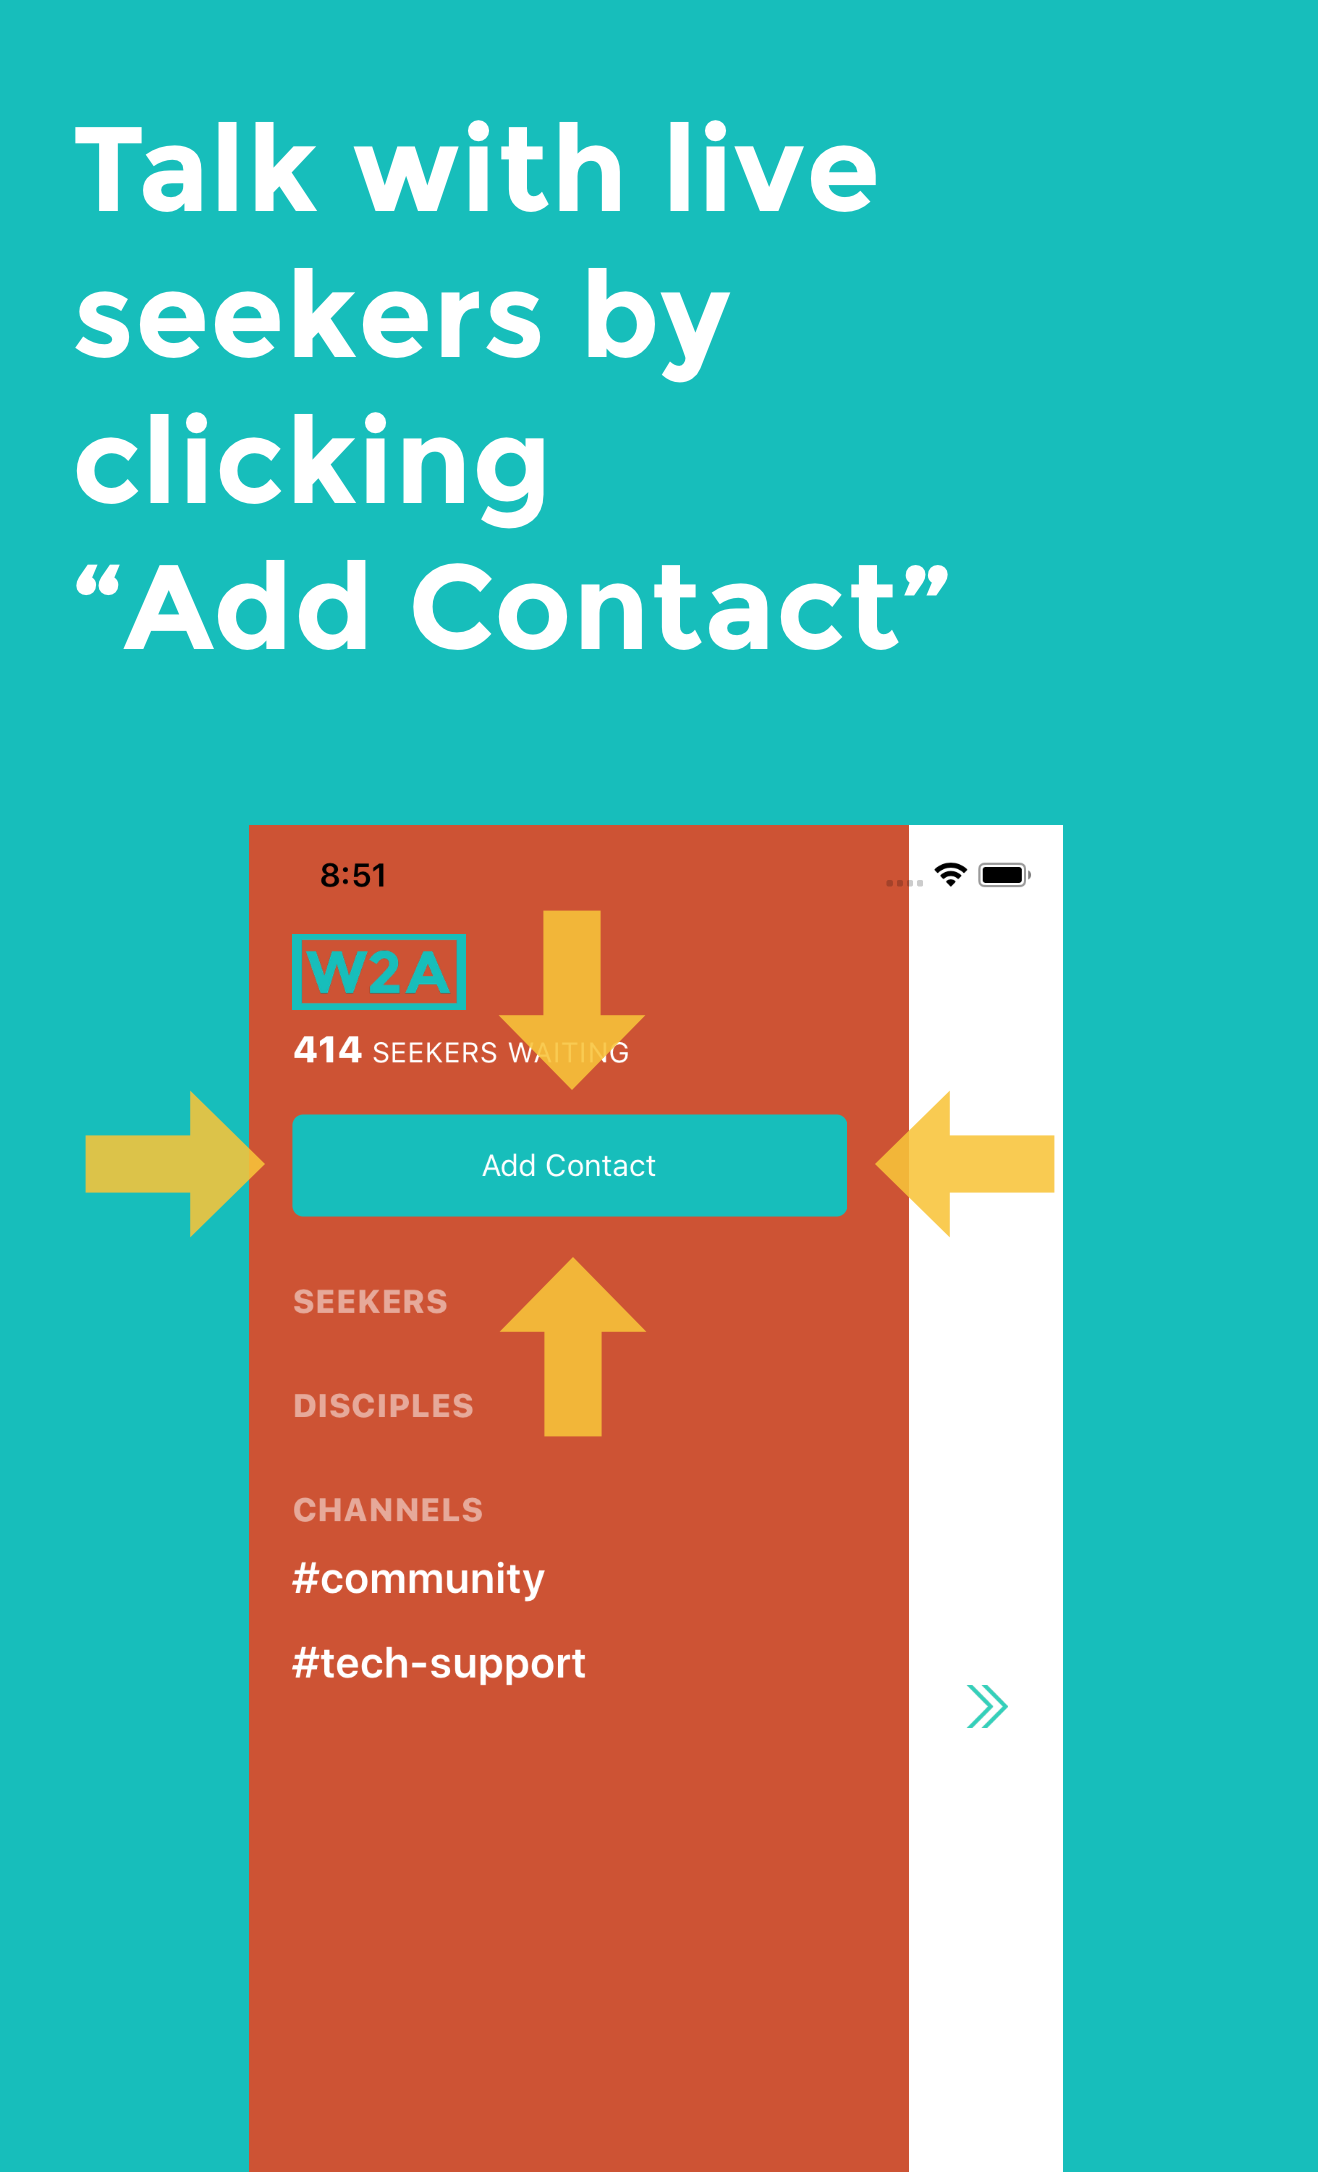 Talk with live
seekers by
clicking
“Add Contact”
8:51
W2A
414 SEEKERS WAITING
Add Contact
SEEKERS
DISCIPLES
CHANNELS
#community
#tech-support